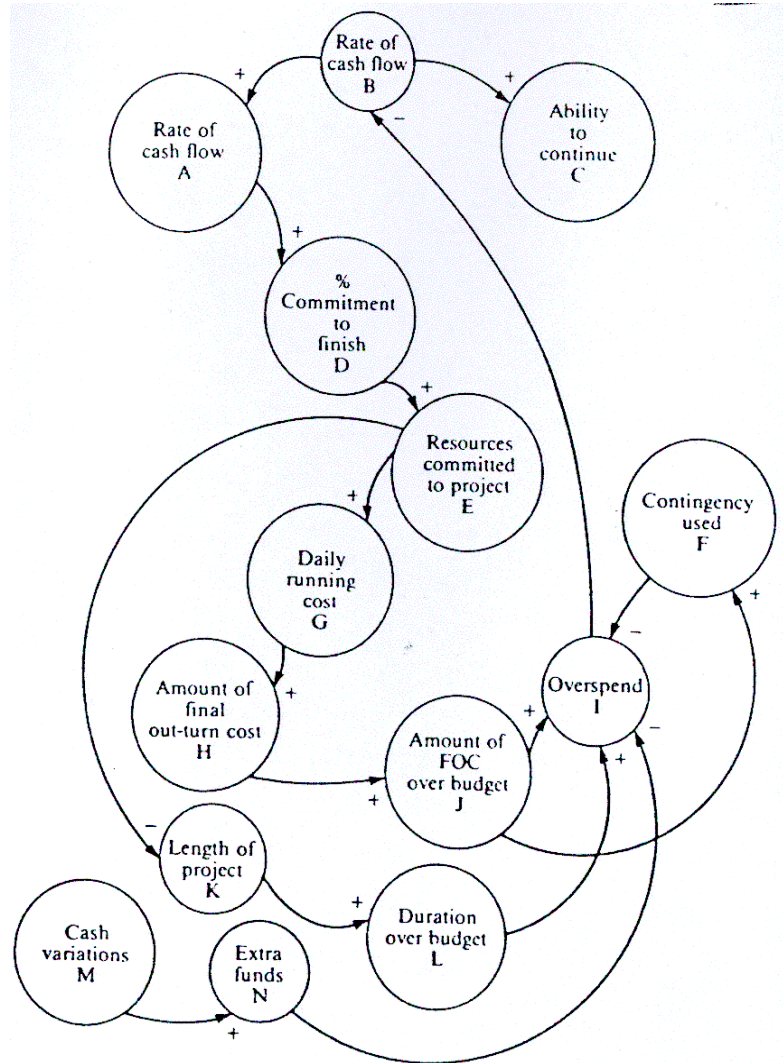 Rate of
cash flow
B
+
+
Rate of
cash flow
A
Ability
to
continue
C
−
+
%
Commitment
to
finish
D
+
Resources
committed
to project
E
Contingency
used
F
+
Daily
running
cost
G
+
−
Overspend
I
+
Amount of
final
out-turn cost
H
+
−
+
Amount of
FOC
over budget
J
+
−
Length of
project
K
+
Duration
over budget
L
Cash
variations
M
Extra
funds
N
+